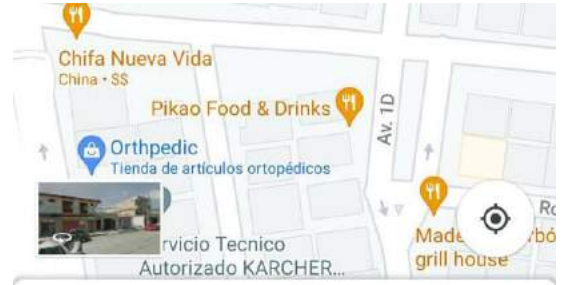 Chifa Nueva Vida
China • $$
Pikao Food & Drinks
Av. 1D
Orthpedic
Tienda de artículos ortopédicos
rvicio Tecnico
Autorizado KARCHER...
Made
grill house